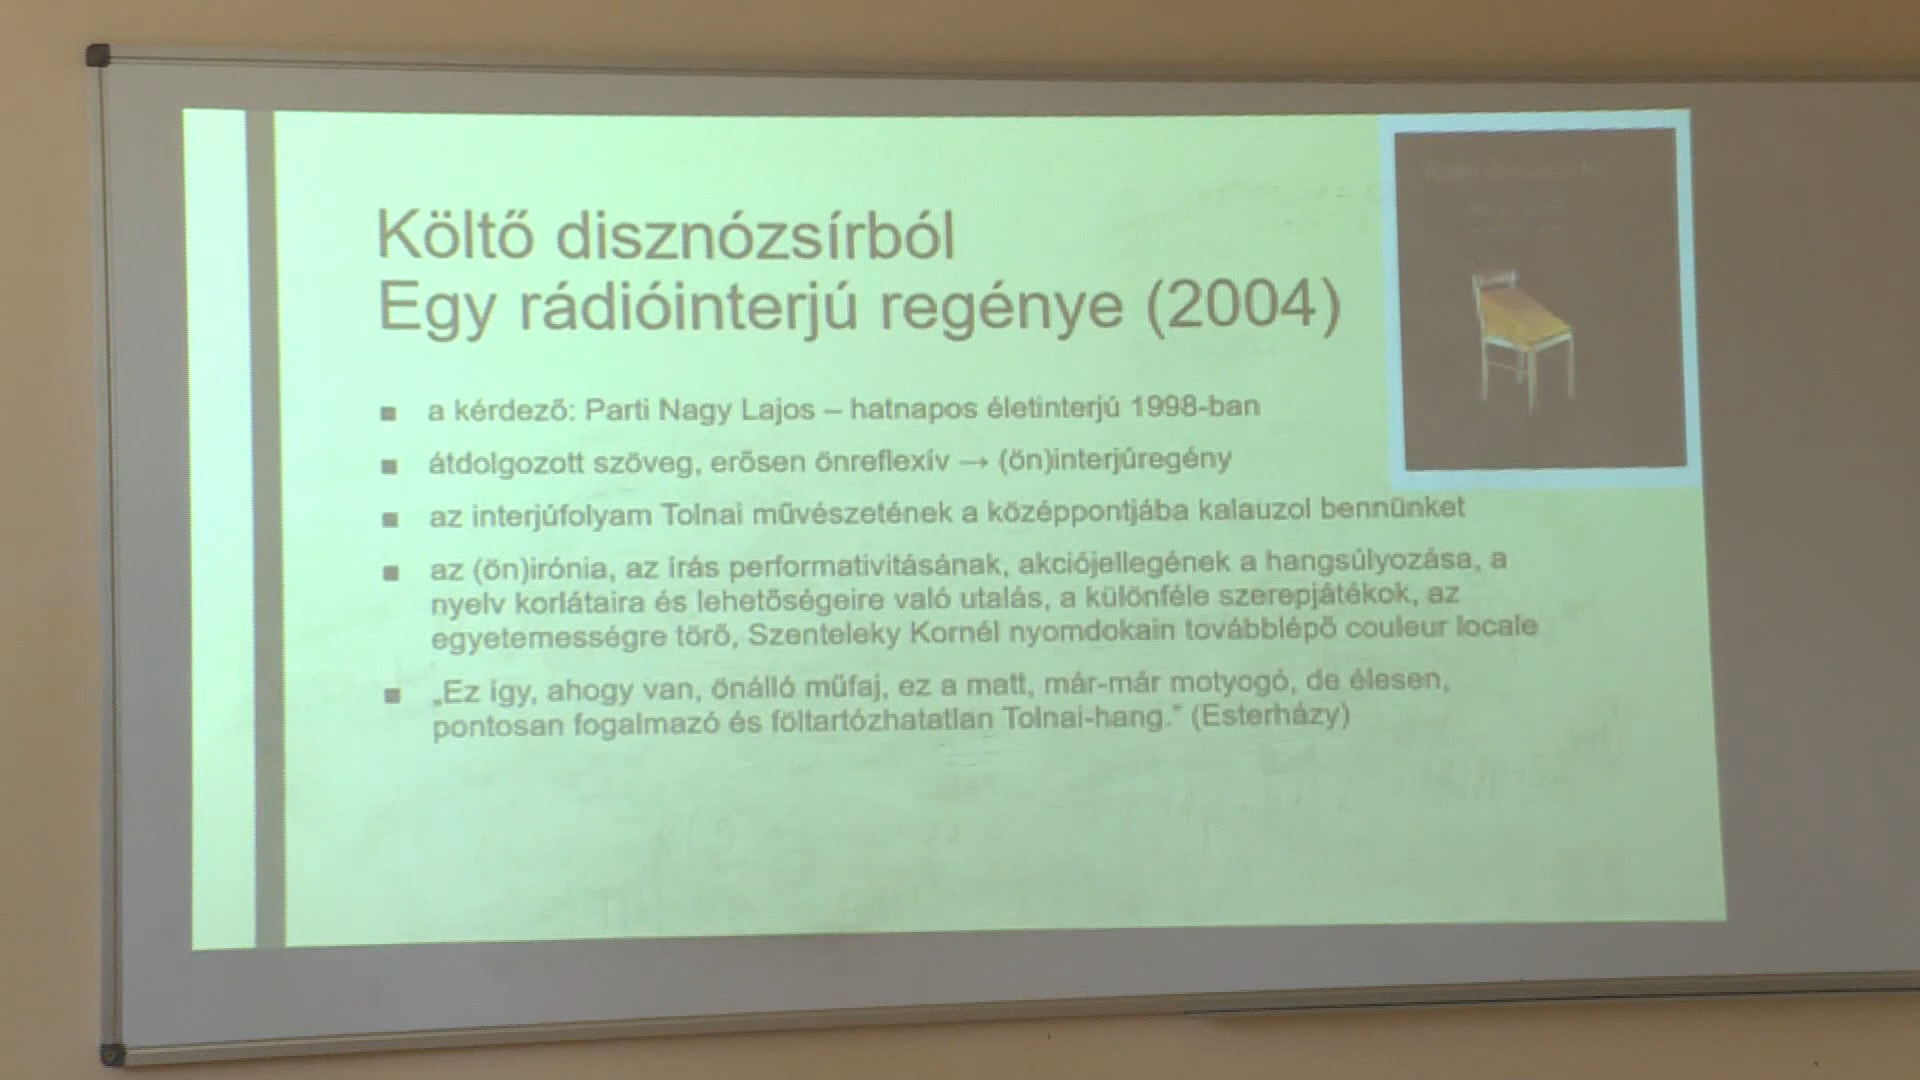 Költő disznózsírból
Egy rádióinterjú regénye (2004)
■ a kérdező: Parti Nagy Lajos – hatnapos életinterjú 1998-ban
■ átdolgozott szöveg, erősen önreflexív → (ön)interjúregény
■ az interjúfolyam Tolnai művészetének a középpontjába kalauzol bennünket
■ az (ön)irónia, az írás performativitásának, akciójellegének a hangsúlyozása, a
nyelv korlátaira és lehetőségeire való utalás, a különféle szerepjátékok, az
egyetemességre törő, Szenteleky Kornél nyomdokain továbblépő couleur locale
■ „Ez így, ahogy van, önálló műfaj, ez a matt, már-már motyogó, de élesen,
pontosan fogalmazó és föltartózhatatlan Tolnai-hang.” (Esterházy)